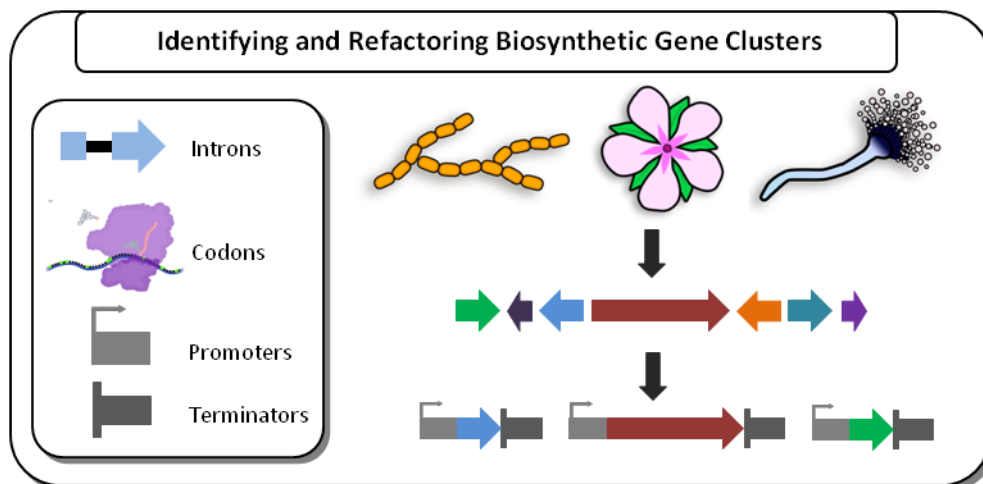 Identifying and Refactoring Biosynthetic Gene Clusters
Introns
Codons
Promoters
Terminators